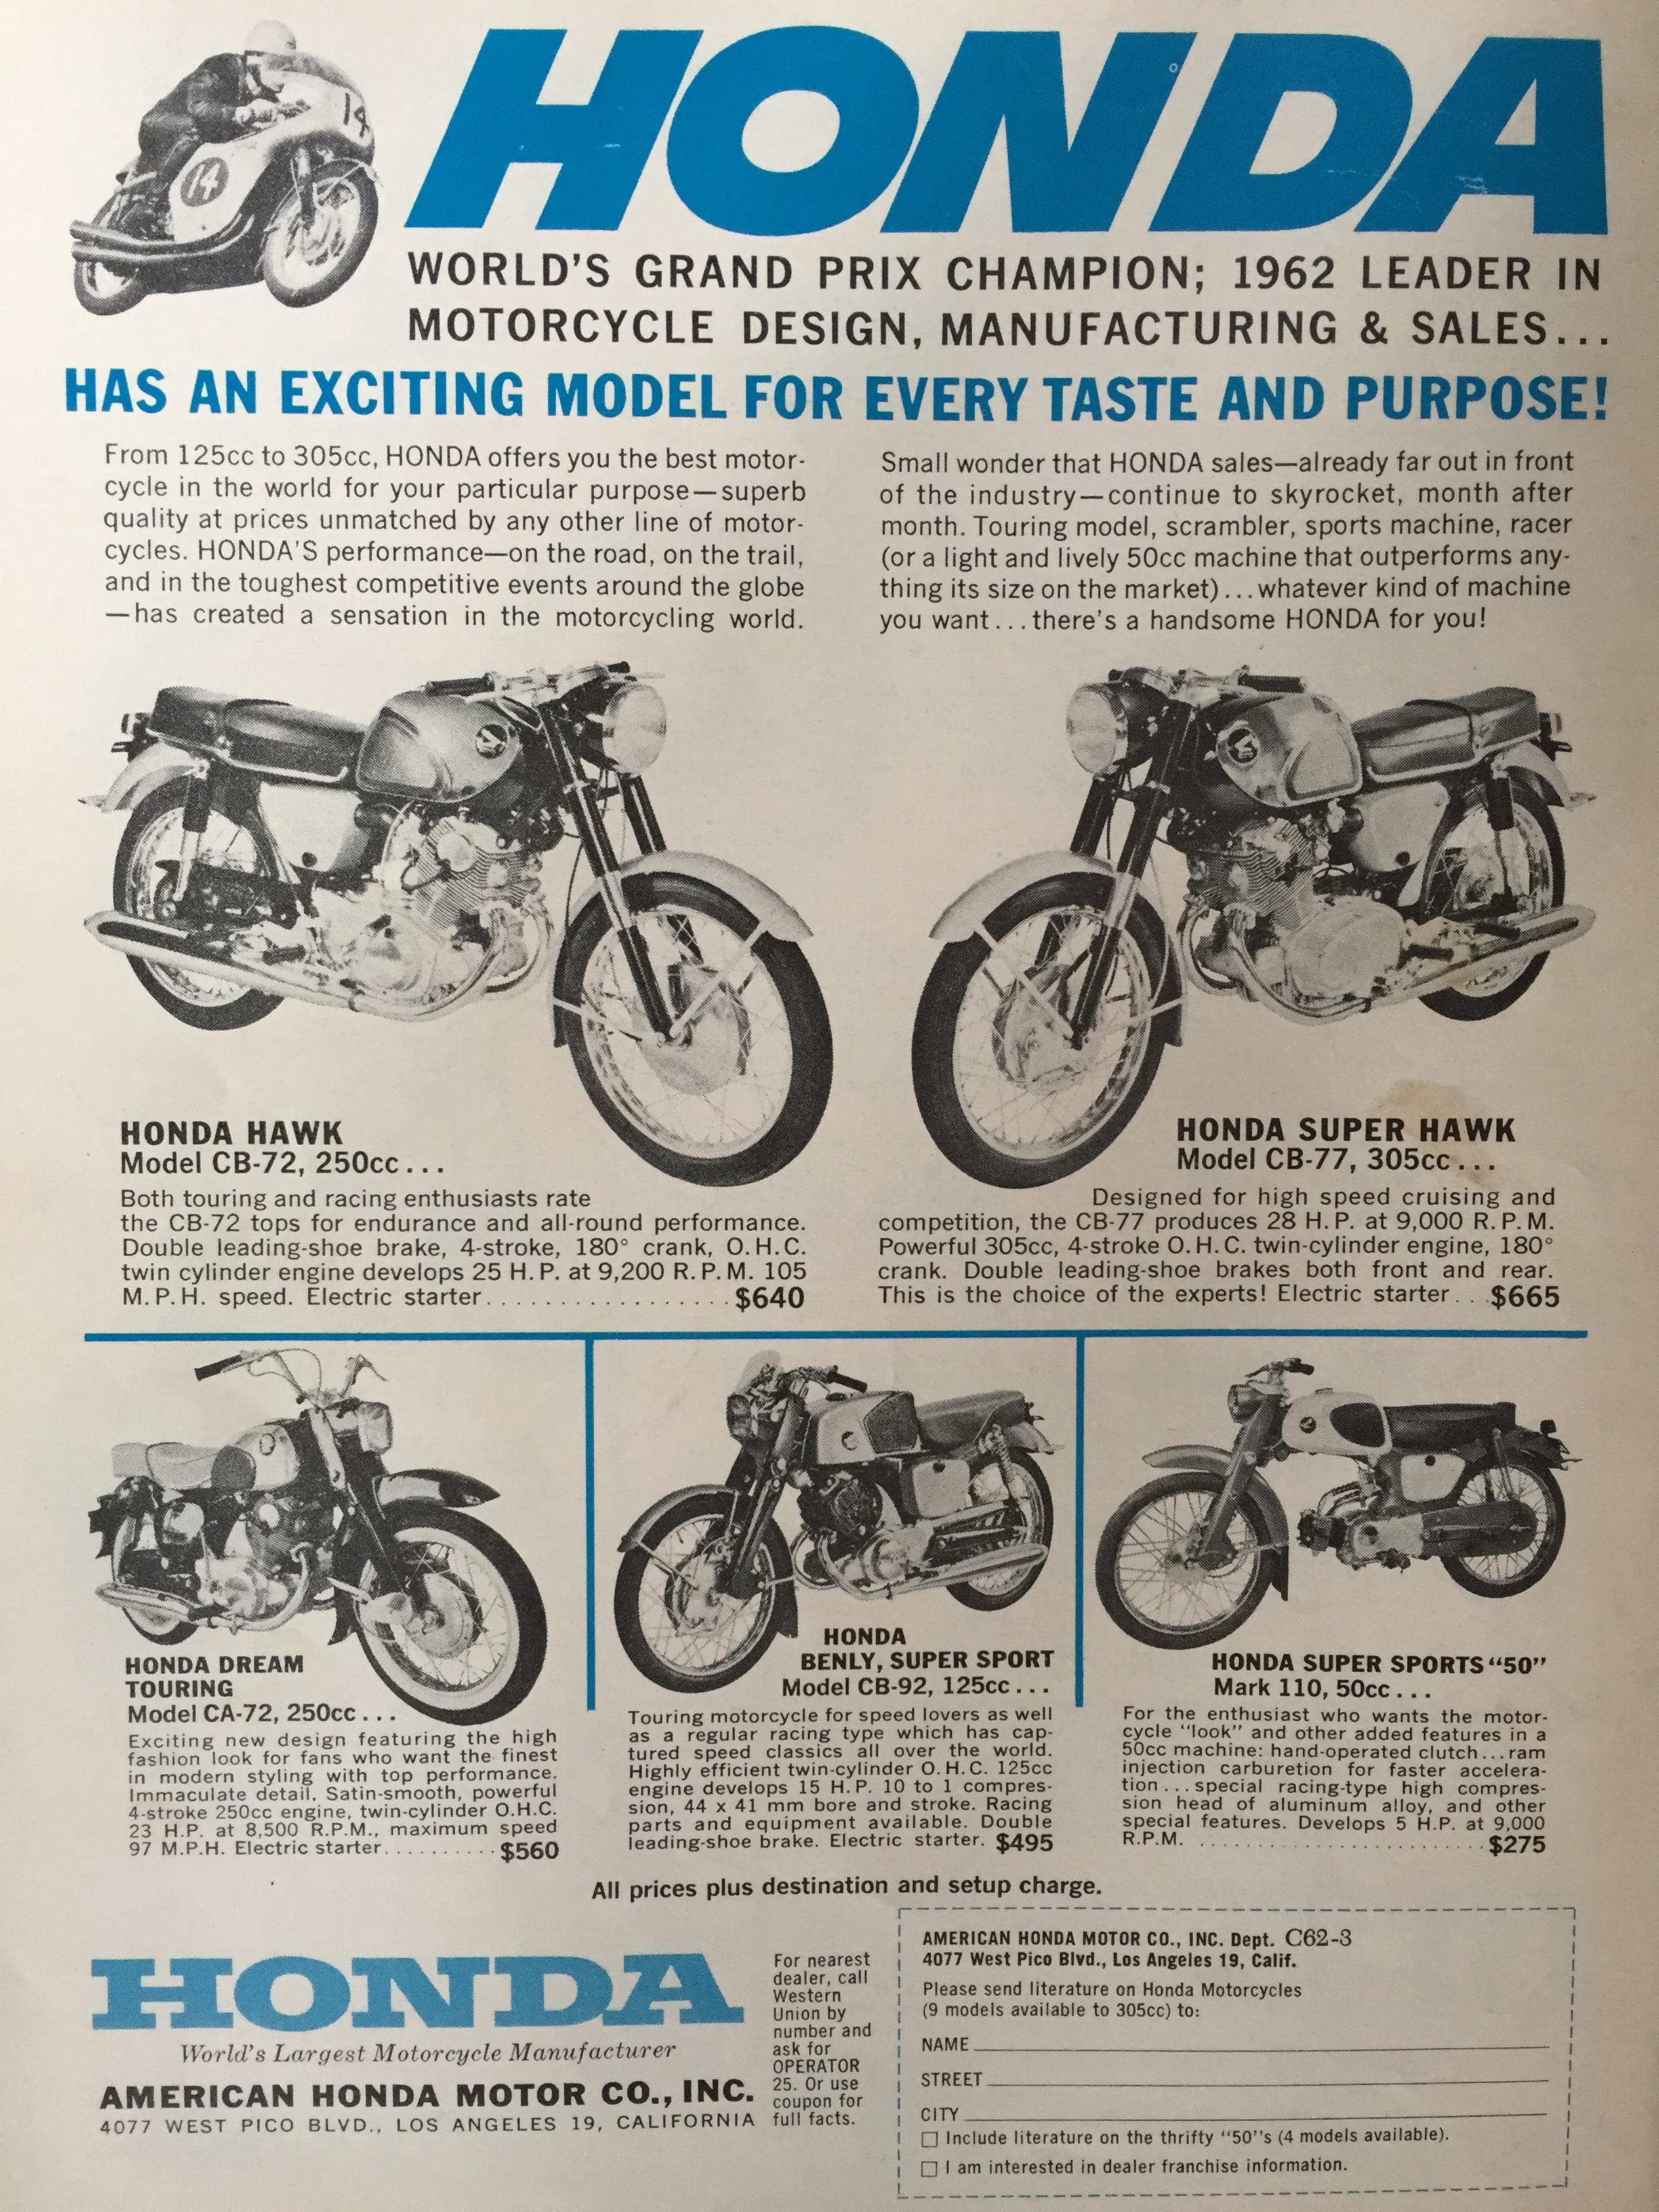 HONDA
14
14
WORLD'S GRAND PRIX CHAMPION; 1962 LEADER IN
MOTORCYCLE DESIGN, MANUFACTURING & SALES...
HAS AN EXCITING MODEL FOR EVERY TASTE AND PURPOSE!
From 125cc to 305cc, HONDA offers you the best motor-
cycle in the world for your particular purpose—superb
quality at prices unmatched by any other line of motor-
cycles. HONDA'S performance—on the road, on the trail,
and in the toughest competitive events around the globe
—has created a sensation in the motorcycling world.
Small wonder that HONDA sales—already far out in front
of the industry—continue to skyrocket, month after
month. Touring model, scrambler, sports machine, racer
(or a light and lively 50cc machine that outperforms any-
thing its size on the market)...whatever kind of machine
you want...there's a handsome HONDA for you!
HONDA HAWK
Model CB-72, 250cc...
Both touring and racing enthusiasts rate
the CB-72 tops for endurance and all-round performance.
Double leading-shoe brake, 4-stroke, 180° crank, O.H.C.
twin cylinder engine develops 25 H.P. at 9,200 R.P.M. 105
M.P.H. speed. Electric starter.................$640
HONDA SUPER HAWK
Model CB-77, 305cc...
Designed for high speed cruising and
competition, the CB-77 produces 28 H.P. at 9,000 R.P.M.
Powerful 305cc, 4-stroke O.H.C. twin-cylinder engine, 180°
crank. Double leading-shoe brakes both front and rear.
This is the choice of the experts! Electric starter...$665
HONDA DREAM
TOURING
Model CA-72, 250cc...
Exciting new design featuring the high
fashion look for fans who want the finest
in modern styling with top performance.
Immaculate detail. Satin-smooth, powerful
4-stroke 250cc engine, twin-cylinder O.H.C.
23 H.P. at 8,500 R.P.M., maximum speed
97 M.P.H. Electric starter..........$560
HONDA
BENLY, SUPER SPORT
Model CB-92, 125cc...
Touring motorcycle for speed lovers as well
as a regular racing type which has cap-
tured speed classics all over the world.
Highly efficient twin-cylinder O.H.C. 125cc
engine develops 15 H.P. 10 to 1 compres-
sion, 44 x 41 mm bore and stroke. Racing
parts and equipment available. Double
leading-shoe brake. Electric starter. $495
HONDA SUPER SPORTS "50"
Mark 110, 50cc...
For the enthusiast who wants the motor-
cycle "look" and other added features in a
50cc machine: hand-operated clutch...ram
injection carburetion for faster accelera-
tion...special racing-type high compres-
sion head of aluminum alloy, and other
special features. Develops 5 H.P. at 9,000
R.P.M. ........................$275
All prices plus destination and setup charge.
HONDA
World's Largest Motorcycle Manufacturer
AMERICAN HONDA MOTOR CO., INC.
4077 WEST PICO BLVD., LOS ANGELES 19, CALIFORNIA
For nearest
dealer, call
Western
Union by
number and
ask for
OPERATOR
25. Or use
coupon for
full facts.
AMERICAN HONDA MOTOR CO., INC. Dept. C62-3
4077 West Pico Blvd., Los Angeles 19, Calif.
Please send literature on Honda Motorcycles
(9 models available to 305cc) to:
NAME
STREET
CITY
□ Include literature on the thrifty "50"s (4 models available).
□ I am interested in dealer franchise information.